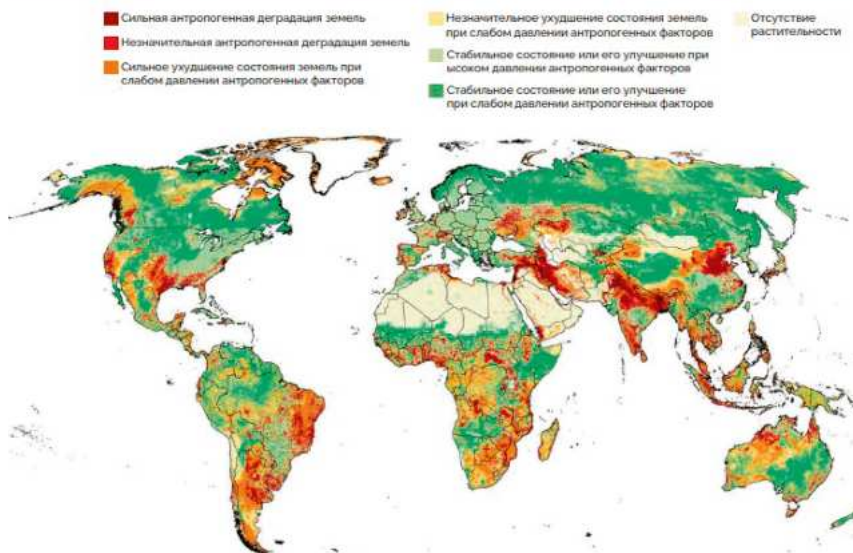 Сильная антропогенная деградация земель
Незначительная антропогенная деградация земель
Сильное ухудшение состояния земель при
слабом давлении антропогенных факторов
Незначительное ухудшение состояния земель
при слабом давлении антропогенных факторов
Стабильное состояние или его улучшение при
ысоком давлении антропогенных факторов
Стабильное состояние или его улучшение
при слабом давлении антропогенных факторов
Отсутствие
растительности